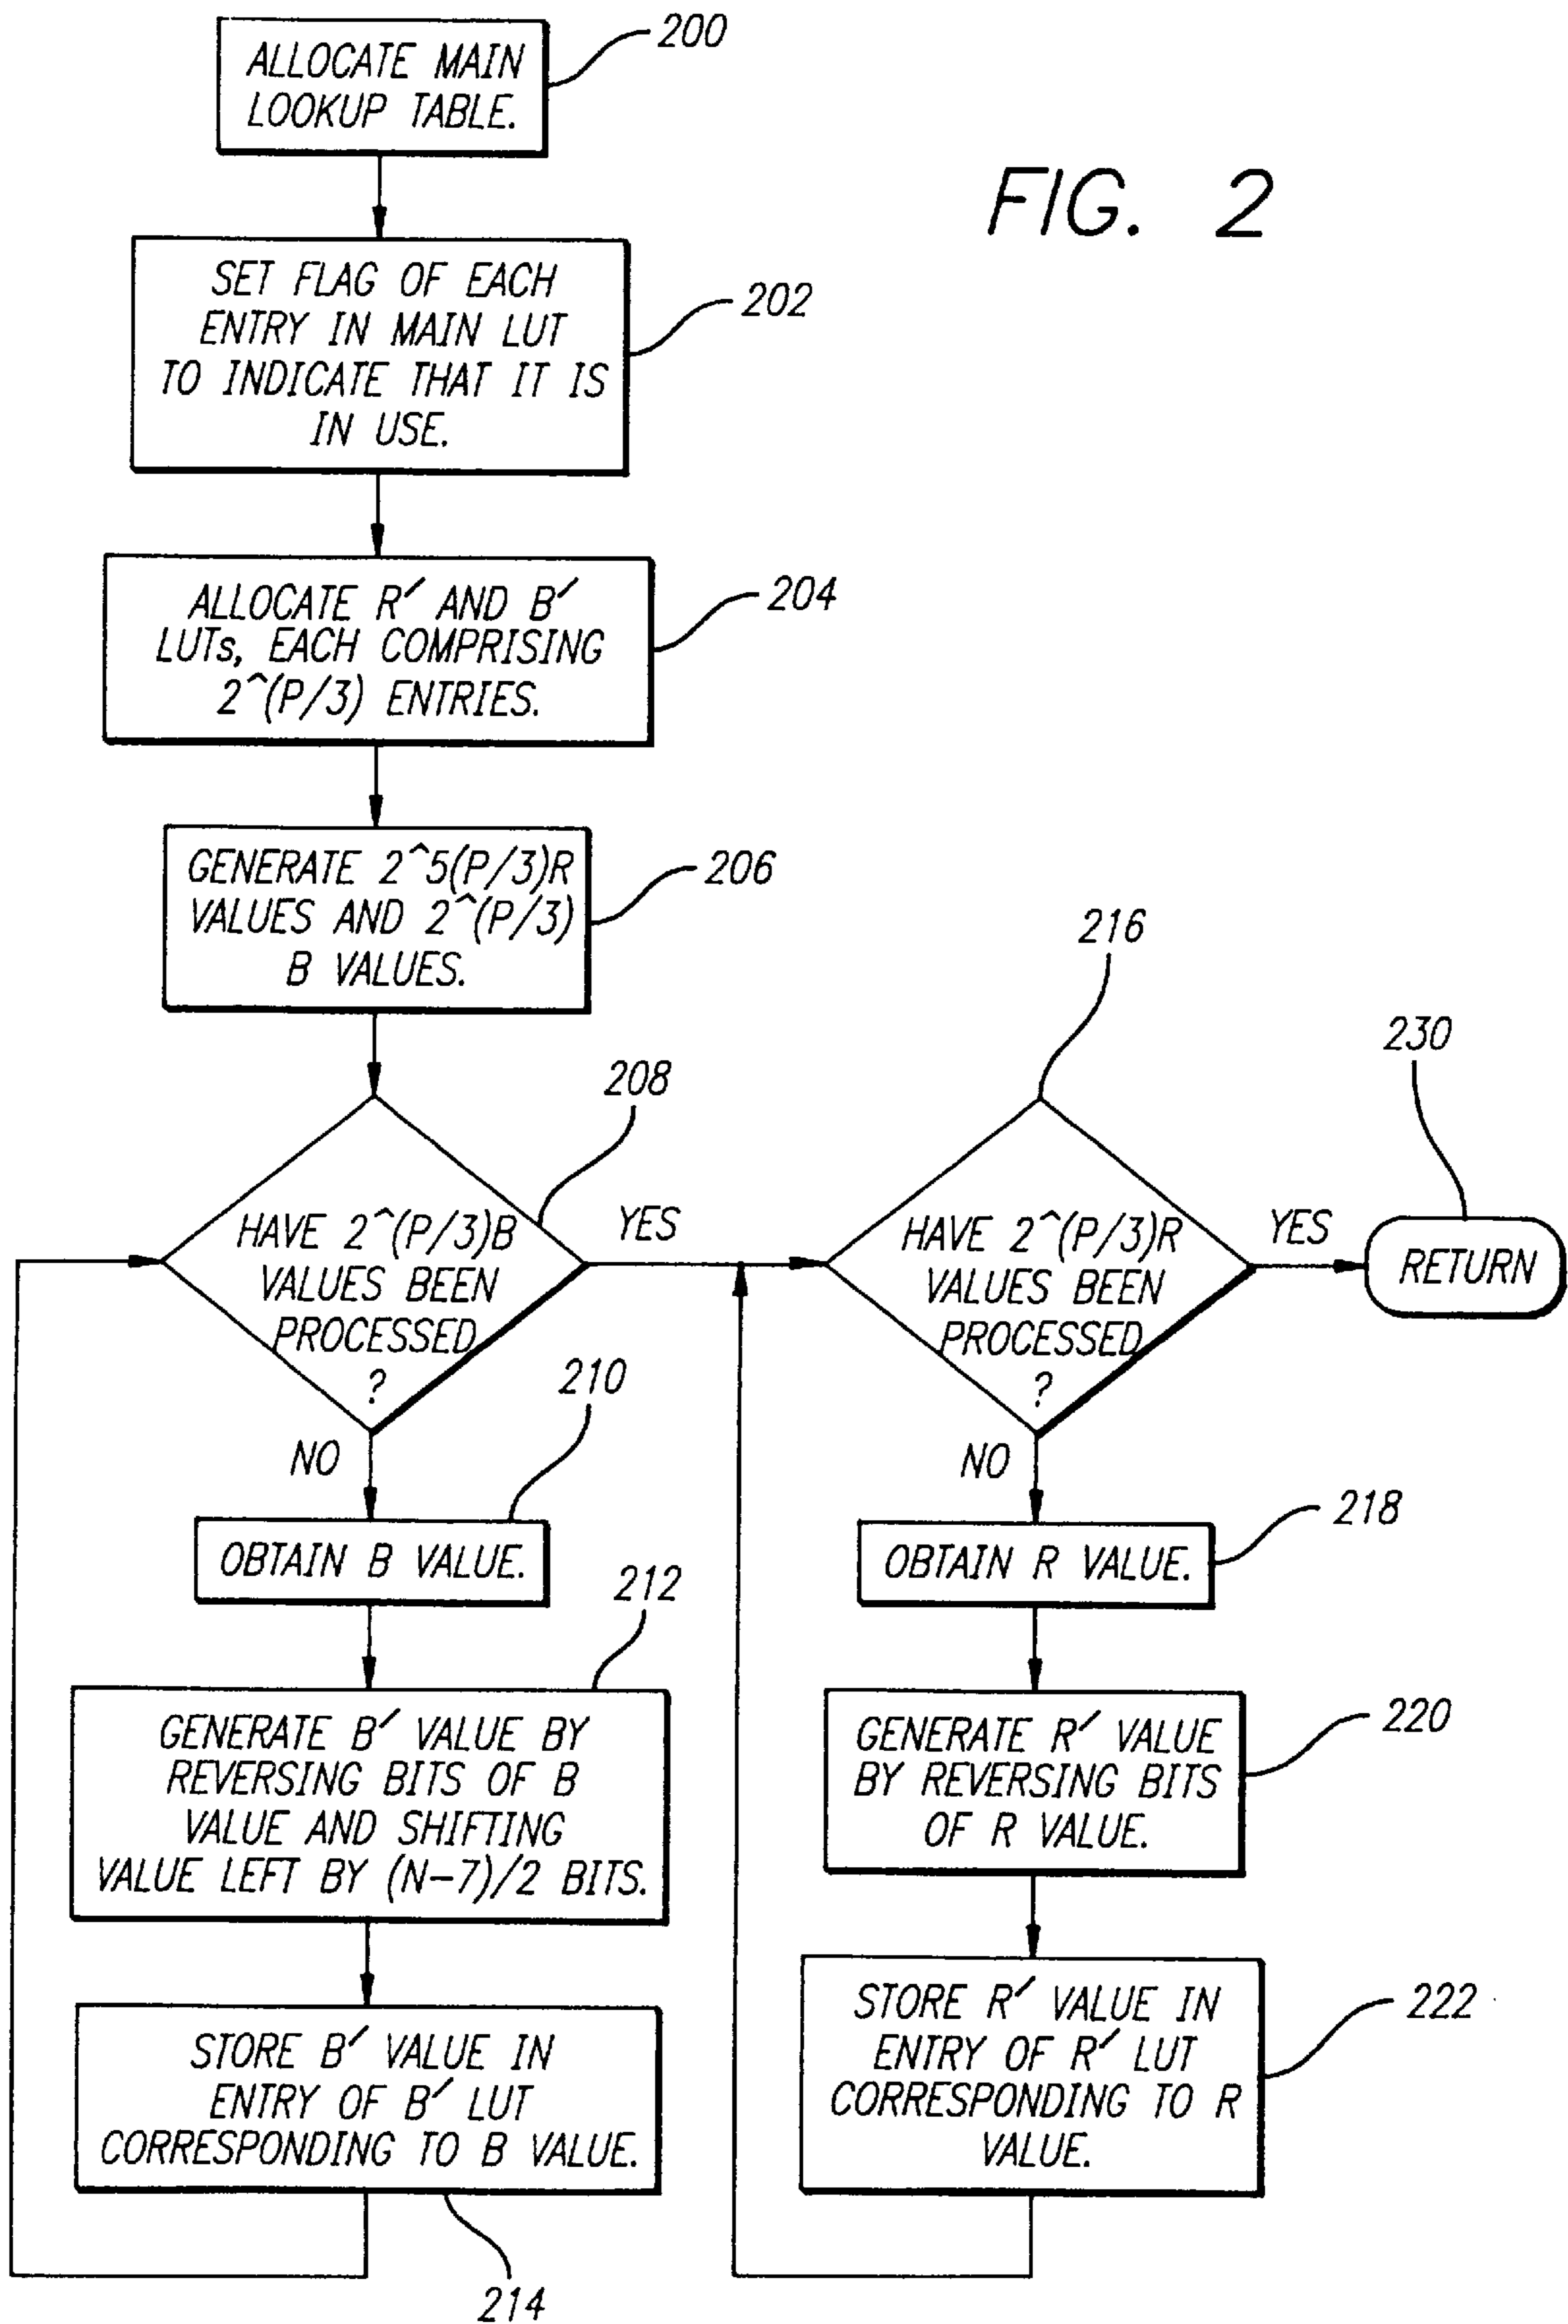 200
ALLOCATE MAIN
LOOKUP TABLE.
FIG. 2
SET FLAG OF EACH
ENTRY IN MAIN LUT
TO INDICATE THAT IT IS
IN USE.
202
ALLOCATE R′ AND B′
LUTs, EACH COMPRISING
2^(P/3) ENTRIES.
204
GENERATE 2^5(P/3)R
VALUES AND 2^(P/3)
B VALUES.
206
208
HAVE 2^(P/3)B
VALUES BEEN
PROCESSED
?
YES
NO
210
OBTAIN B VALUE.
212
GENERATE B′ VALUE BY
REVERSING BITS OF B
VALUE AND SHIFTING
VALUE LEFT BY (N-7)/2 BITS.
STORE B′ VALUE IN
ENTRY OF B′ LUT
CORRESPONDING TO B VALUE.
214
216
HAVE 2^(P/3)R
VALUES BEEN
PROCESSED
?
YES
230
RETURN
NO
218
OBTAIN R VALUE.
GENERATE R′ VALUE
BY REVERSING BITS
OF R VALUE.
220
STORE R′ VALUE IN
ENTRY OF R′ LUT
CORRESPONDING TO R
VALUE.
222